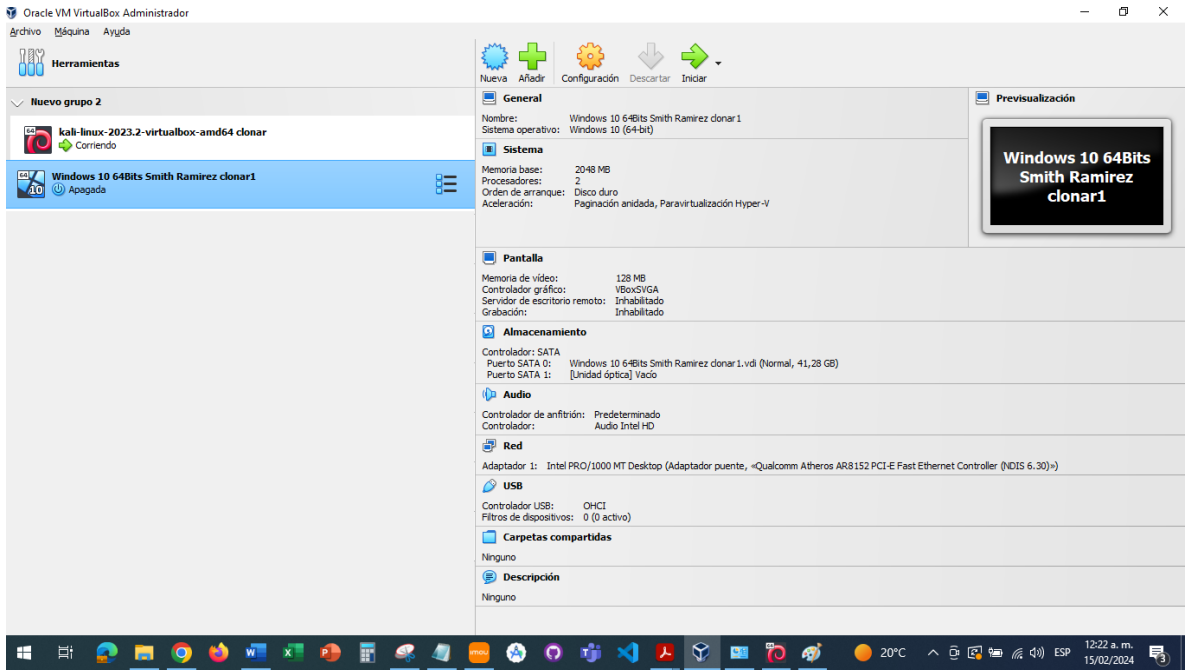 Oracle VM VirtualBox Administrador
Archivo Máquina Ayuda
Herramientas
Nueva Añadir Configuración Descartar Iniciar
Nuevo grupo 2
64
kali-linux-2023.2-virtualbox-amd64 clonar
Corriendo
64
10
Windows 10 64Bits Smith Ramirez clonar1
Apagada
General
Nombre: Windows 10 64Bits Smith Ramirez clonar1
Sistema operativo: Windows 10 (64-bit)
Sistema
Memoria base: 2048 MB
Procesadores: 2
Orden de arranque: Disco duro
Aceleración: Paginación anidada, Paravirtualización Hyper-V
Previsualización
Windows 10 64Bits
Smith Ramirez
clonar1
Pantalla
Memoria de vídeo: 128 MB
Controlador gráfico: VBoxSVGA
Servidor de escritorio remoto: Inhabilitado
Grabación: Inhabilitado
Almacenamiento
Controlador: SATA
Puerto SATA 0: Windows 10 64Bits Smith Ramirez clonar1.vdi (Normal, 41,28 GB)
Puerto SATA 1: [Unidad óptica] Vacío
Audio
Controlador de anfitrión: Predeterminado
Controlador: Audio Intel HD
Red
Adaptador 1: Intel PRO/1000 MT Desktop (Adaptador puente, «Qualcomm Atheros AR8152 PCI-E Fast Ethernet Controller (NDIS 6.30)»)
USB
Controlador USB: OHCI
Filtros de dispositivos: 0 (0 activo)
Carpetas compartidas
Ninguno
Descripción
Ninguno
20°C
ESP
12:22 a. m.
15/02/2024
3